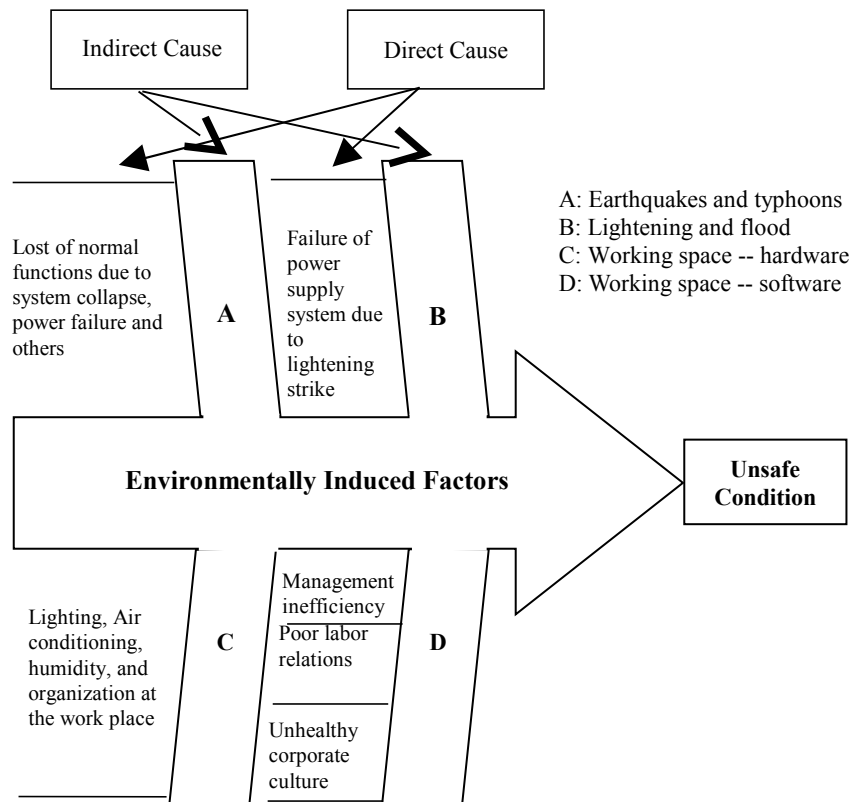 Indirect Cause
Direct Cause
Lost of normal
functions due to
system collapse,
power failure and
others
A
Failure of
power
supply
system due
to
lightening
strike
B
A: Earthquakes and typhoons
B: Lightening and flood
C: Working space -- hardware
D: Working space -- software
Environmentally Induced Factors
Unsafe
Condition
Lighting, Air
conditioning,
humidity, and
organization at
the work place
C
Management
inefficiency
Poor labor
relations
Unhealthy
corporate
culture
D